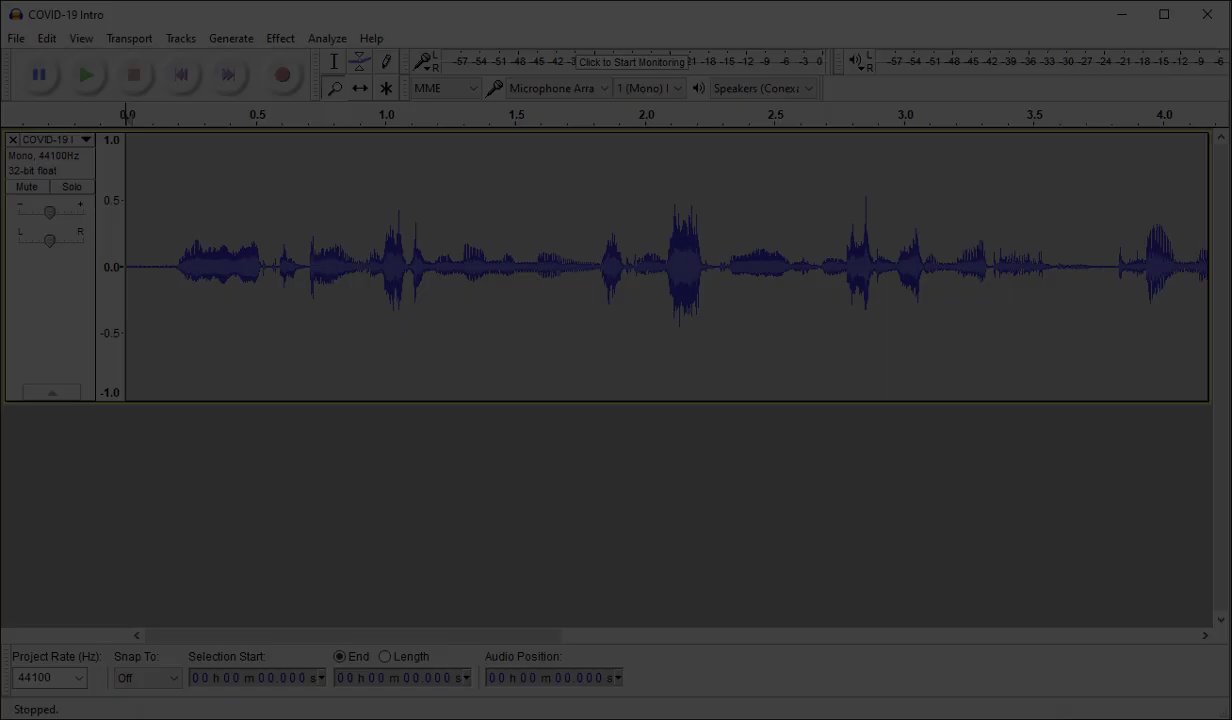 COVID-19 Intro
File Edit View Transport Tracks Generate Effect Analyze Help
L R -57 -54 -51 -48 -45 -42 -39 -3 Click to Start Monitoring 21 -18 -15 -12 -9 -6 -3 0 L R -57 -54 -51 -48 -45 -42 -39 -36 -33 -30 -27 -24 -21 -18 -15 -12 -9 -6
MME Microphone Arra 1 (Mono) I Speakers (Conexa
0.0 0.5 1.0 1.5 2.0 2.5 3.0 3.5 4.0
COVID-19 I 1.0
Mono, 44100Hz
32-bit float
Mute Solo
- + 0.5
L R
0.0
-0.5
-1.0
Project Rate (Hz): Snap To: Selection Start: End Length Audio Position:
44100 Off 00 h 00 m 00.000 s 00 h 00 m 00.000 s 00 h 00 m 00.000 s
Stopped.